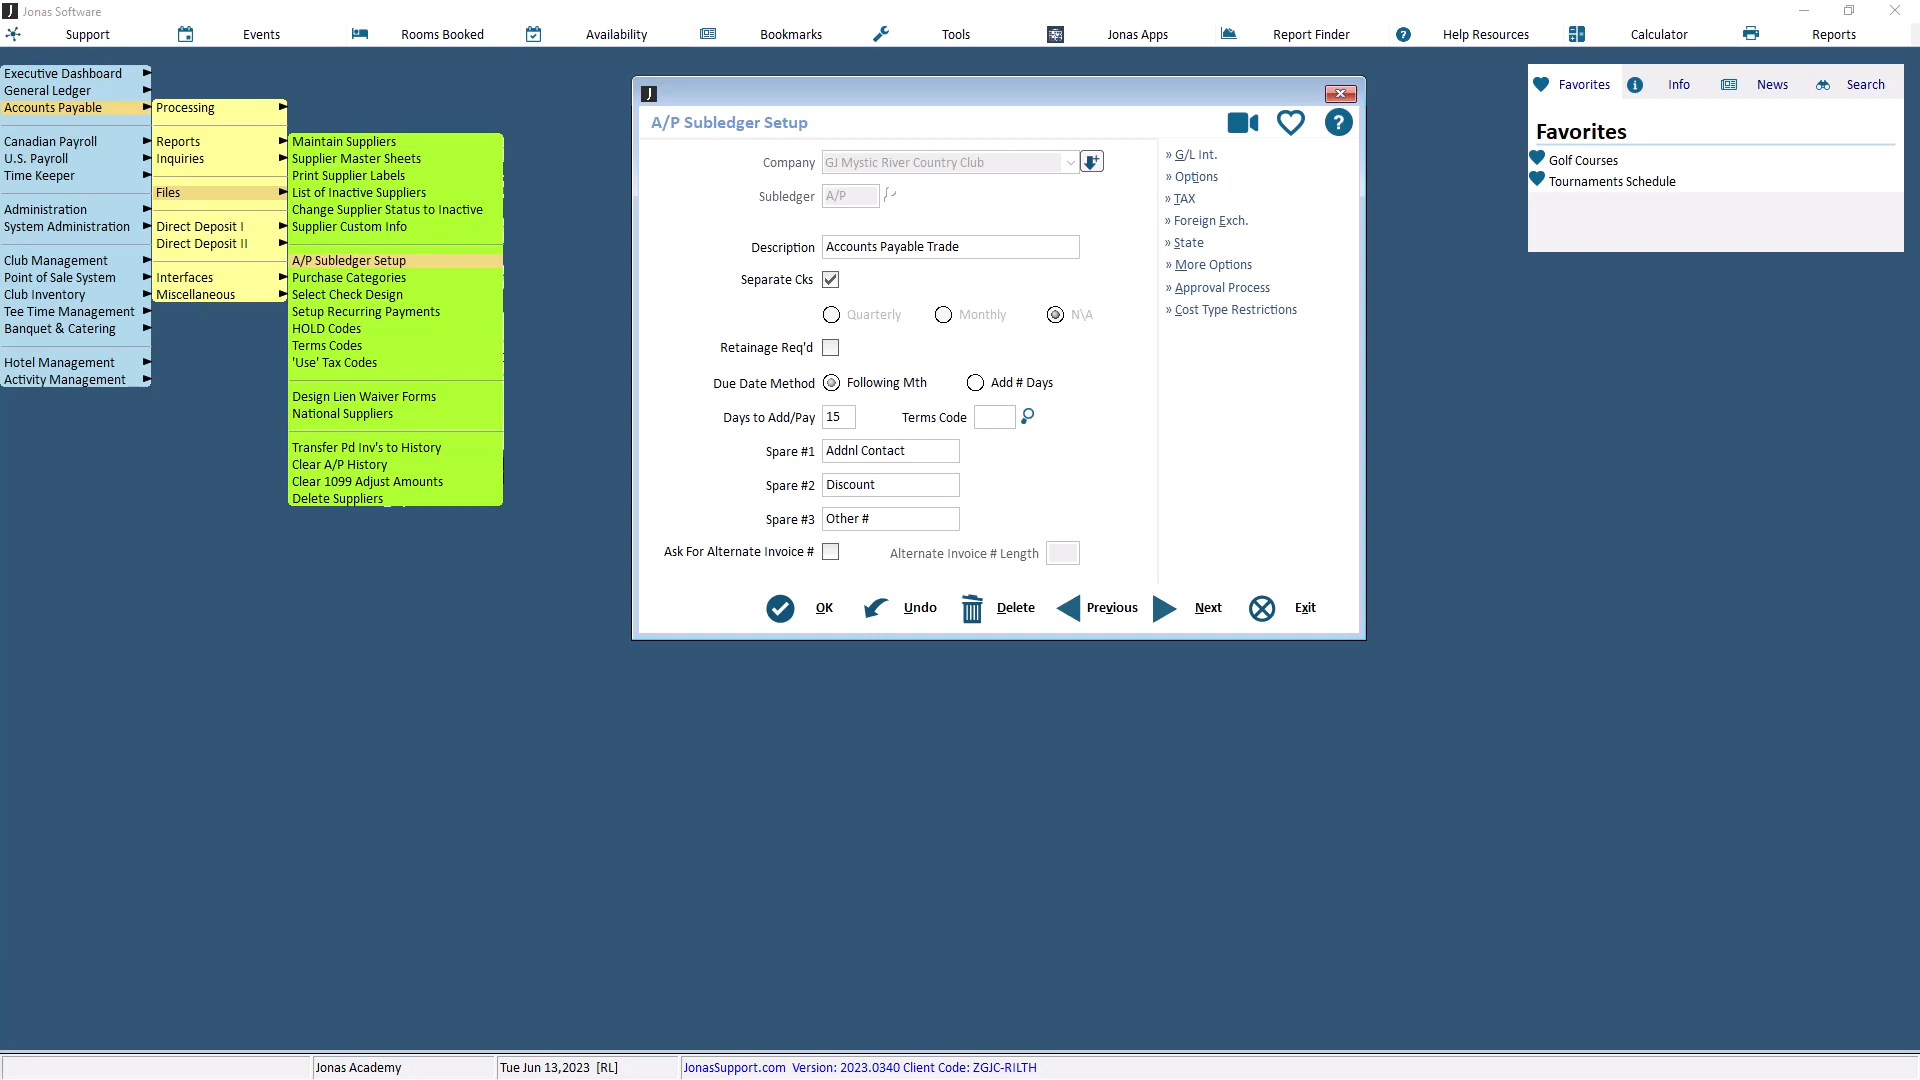 Jonas Software
Support
Events
Rooms Booked
Availability
Bookmarks
Tools
Jonas Apps
Report Finder
Help Resources
Calculator
Reports
Executive Dashboard
General Ledger
Accounts Payable
Canadian Payroll
U.S. Payroll
Time Keeper
Administration
System Administration
Club Management
Point of Sale System
Club Inventory
Tee Time Management
Banquet & Catering
Hotel Management
Activity Management
Processing
Reports
Inquiries
Files
Direct Deposit I
Direct Deposit II
Interfaces
Miscellaneous
Maintain Suppliers
Supplier Master Sheets
Print Supplier Labels
List of Inactive Suppliers
Change Supplier Status to Inactive
Supplier Custom Info
A/P Subledger Setup
Purchase Categories
Select Check Design
Setup Recurring Payments
HOLD Codes
Terms Codes
'Use' Tax Codes
Design Lien Waiver Forms
National Suppliers
Transfer Pd Inv's to History
Clear A/P History
Clear 1099 Adjust Amounts
Delete Suppliers
A/P Subledger Setup
Company GJ Mystic River Country Club
Subledger A/P
Description Accounts Payable Trade
Separate Cks
Quarterly Monthly N\A
Retainage Req'd
Due Date Method Following Mth Add # Days
Days to Add/Pay 15 Terms Code
Spare #1 Addnl Contact
Spare #2 Discount
Spare #3 Other #
Ask For Alternate Invoice # Alternate Invoice # Length
» G/L Int.
» Options
» TAX
» Foreign Exch.
» State
» More Options
» Approval Process
» Cost Type Restrictions
OK Undo Delete Previous Next Exit
Favorites Info News Search
Favorites
Golf Courses
Tournaments Schedule
Jonas Academy
Tue Jun 13,2023 [RL]
JonasSupport.com Version: 2023.0340 Client Code: ZGJC-RILTH